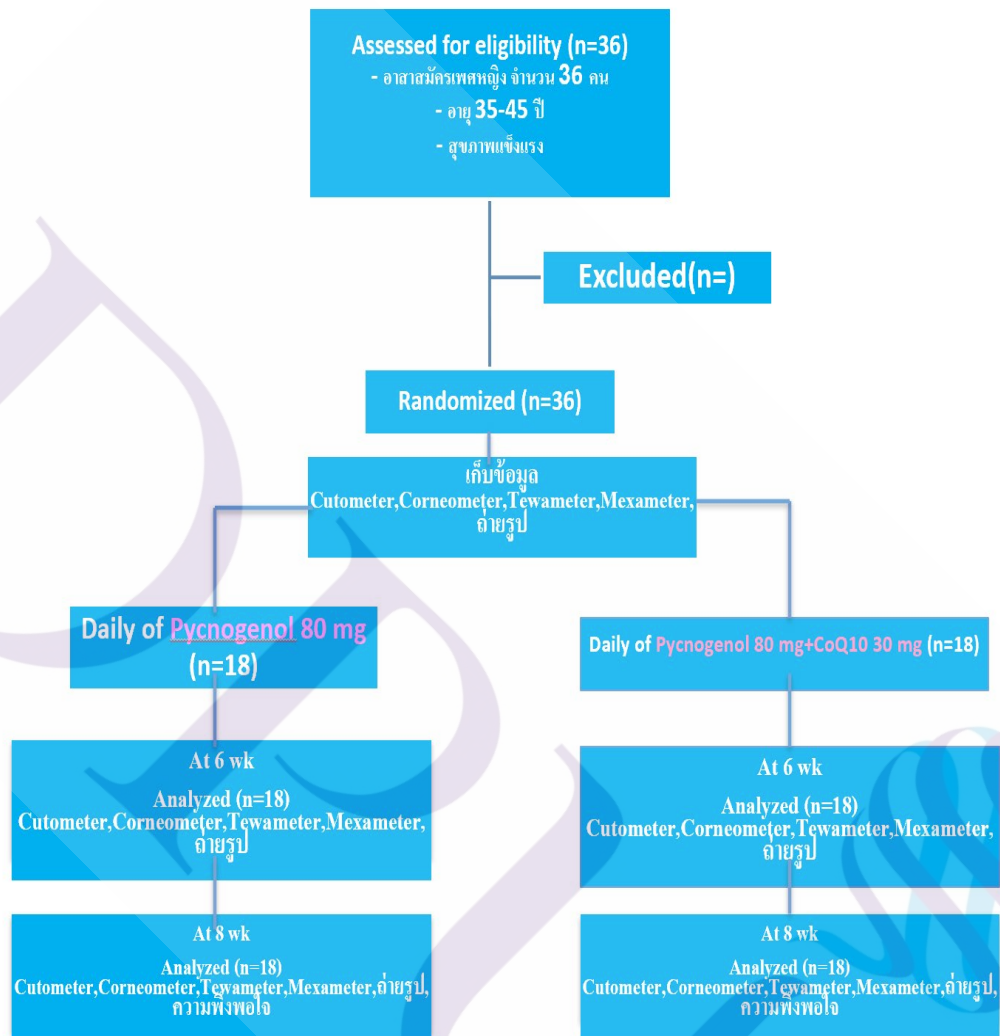 Assessed for eligibility (n=36)
- อาสาสมัครเพศหญิง จำนวน 36 คน
- อายุ 35-45 ปี
- สุขภาพแข็งแรง
Excluded(n=)
Randomized (n=36)
เก็บข้อมูล
Cutometer,Corneometer,Tewameter,Mexameter,
ถ่ายรูป
Daily of Pycnogenol 80 mg
(n=18)
At 6 wk
Analyzed (n=18)
Cutometer,Corneometer,Tewameter,Mexameter,
ถ่ายรูป
At 8 wk
Analyzed (n=18)
Cutometer,Corneometer,Tewameter,Mexameter,ถ่ายรูป,
ความพึงพอใจ
Daily of Pycnogenol 80 mg+CoQ10 30 mg (n=18)
At 6 wk
Analyzed (n=18)
Cutometer,Corneometer,Tewameter,Mexameter,
ถ่ายรูป
At 8 wk
Analyzed (n=18)
Cutometer,Corneometer,Tewameter,Mexameter,ถ่ายรูป,
ความพึงพอใจ